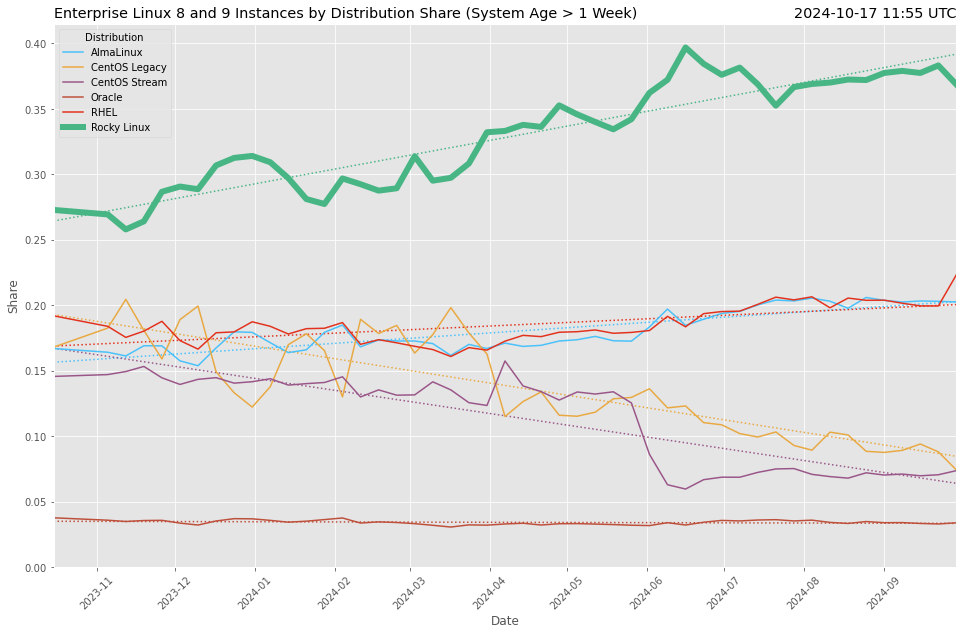 Enterprise Linux 8 and 9 Instances by Distribution Share (System Age > 1 Week)
2024-10-17 11:55 UTC
Distribution
AlmaLinux
CentOS Legacy
CentOS Stream
Oracle
RHEL
Rocky Linux
Share
0.40
0.35
0.30
0.25
0.20
0.15
0.10
0.05
0.00
2023-11
2023-12
2024-01
2024-02
2024-03
2024-04
2024-05
2024-06
2024-07
2024-08
2024-09
Date